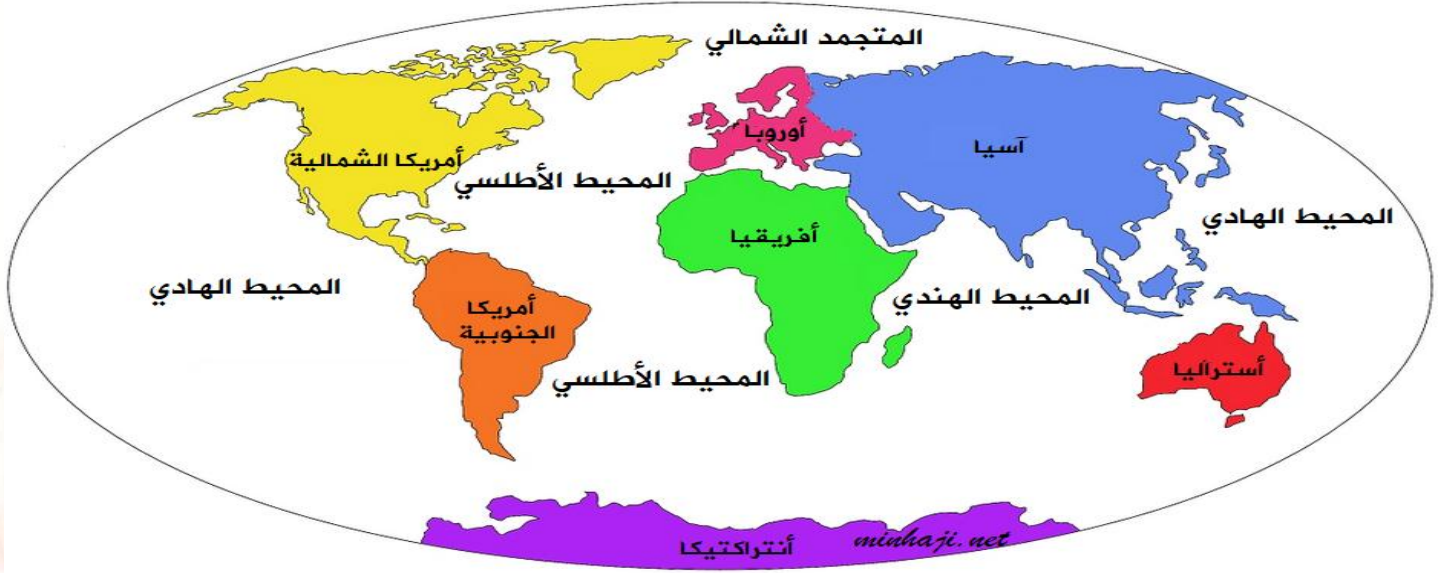 المتجمد الشمالي
أوروبا
آسيا
أمريكا الشمالية
المحيط الأطلسي
المحيط الهادي
أفريقيا
المحيط الهادي
المحيط الهندي
أمريكا
الجنوبية
أستراليا
المحيط الأطلسي
أنتراكتيكا
minhaji.net